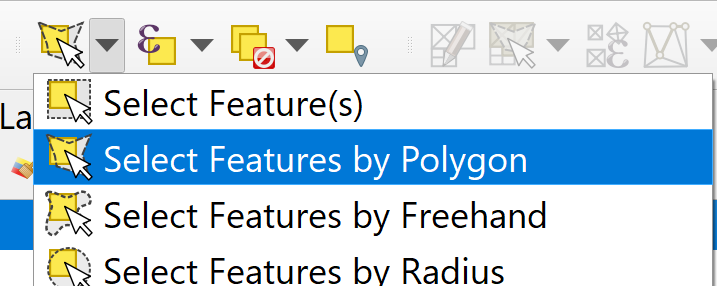 La
Select Feature(s)
Select Features by Polygon
Select Features by Freehand
Select Features by Radius